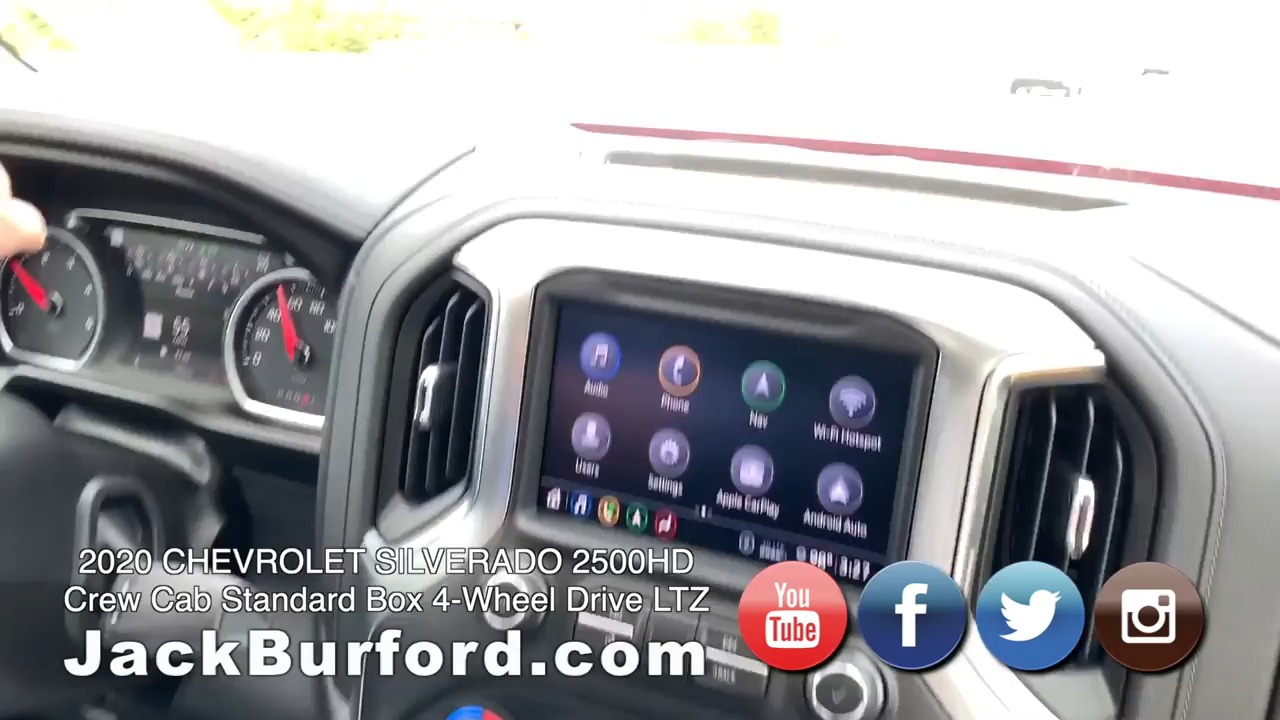 Audio
Phone
Nav
Wi-Fi Hotspot
Users
Settings
Apple CarPlay
Android Auto
2020 CHEVROLET SILVERADO 2500HD
Crew Cab Standard Box 4-Wheel Drive LTZ
JackBurford.com
You
Tube
f